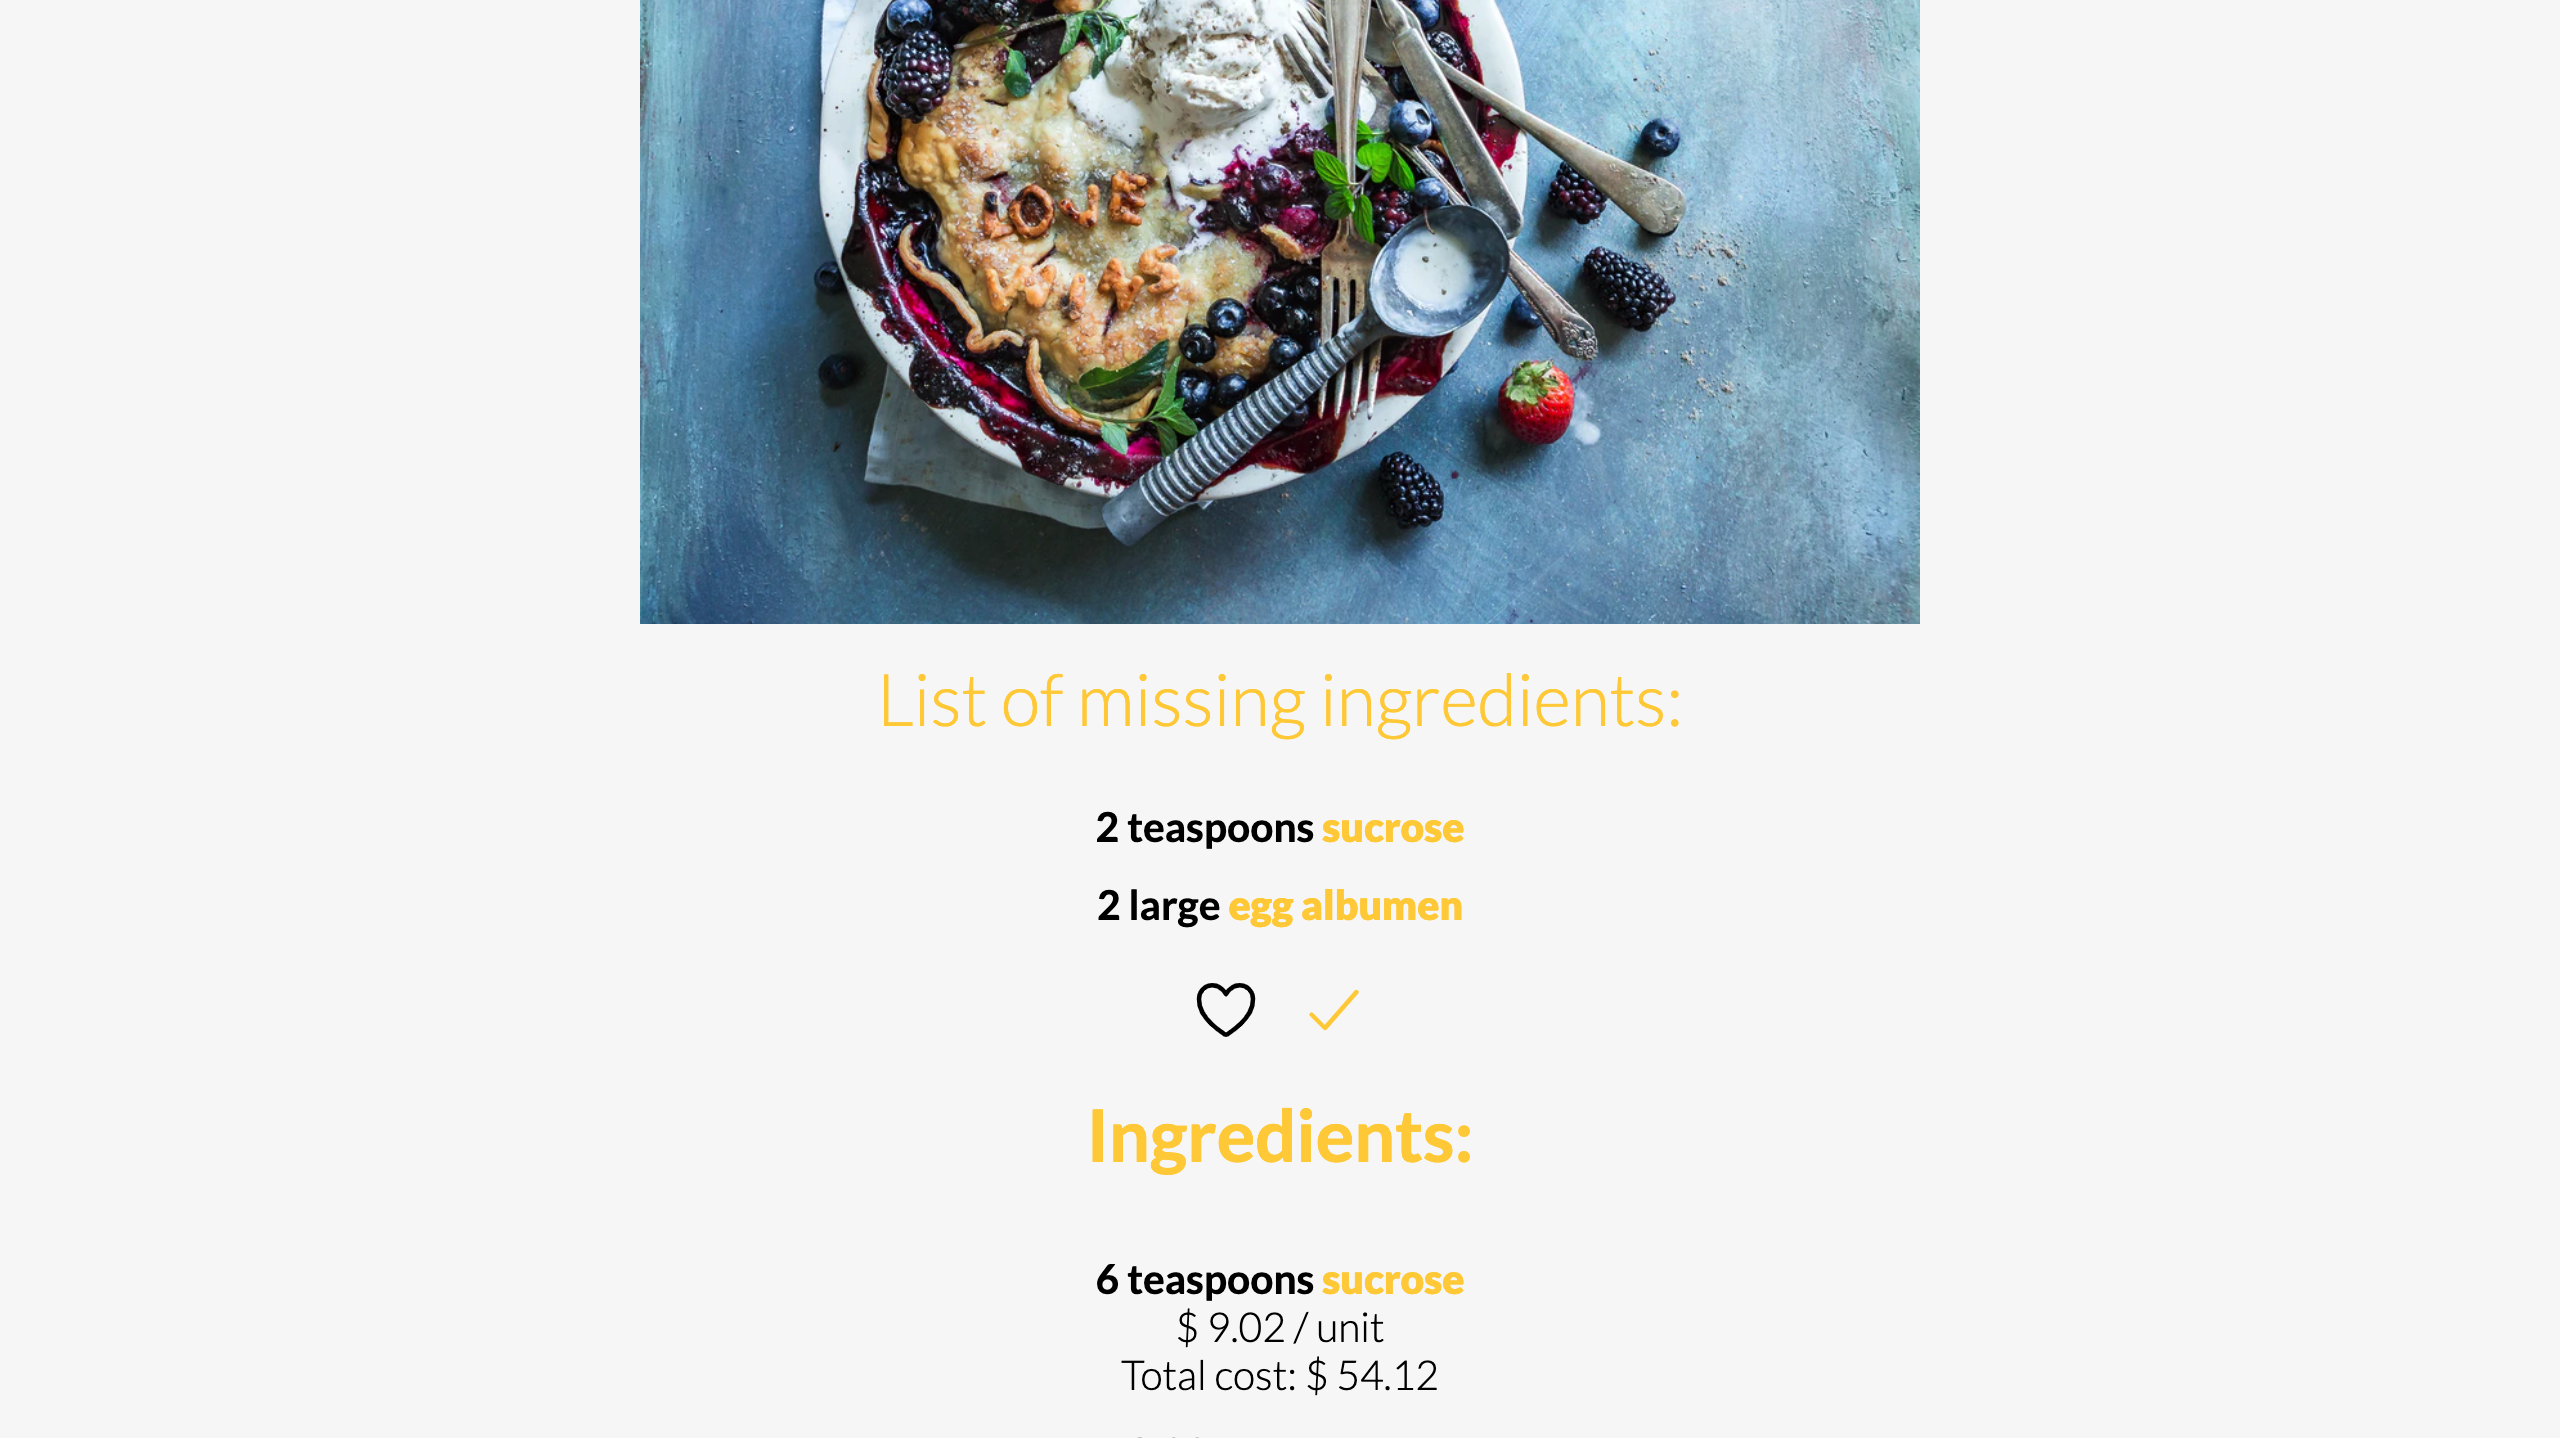 LOVE
WINS
List of missing ingredients:
2 teaspoons sucrose
2 large egg albumen
Ingredients:
6 teaspoons sucrose
$ 9.02 / unit
Total cost: $ 54.12